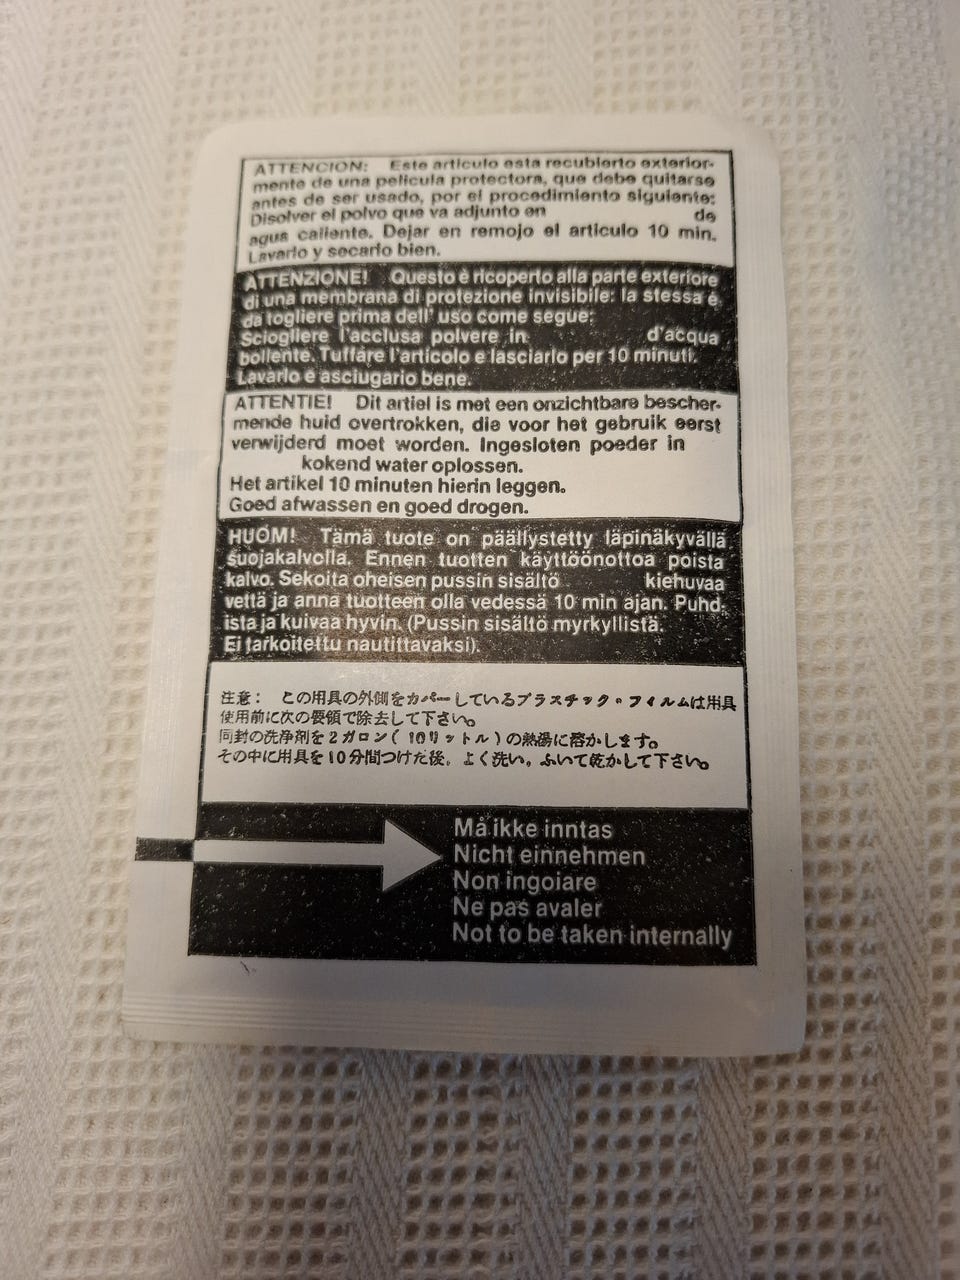 ATTENCION: Este articulo esta recubierto exterior-
mente de una pelicula protectora, que debe quitarse
antes de ser usado, por el procedimiento siguiente:
Disolver el polvo que va adjunto en de
agua caliente. Dejar en remojo el articulo 10 min.
Lavarlo y secarlo bien.
ATTENZIONE! Questo è ricoperto alla parte exteriore
di una membrana di protezione invisibile: la stessa è
da togliere prima dell' uso come segue:
Sciogliere l'acclusa polvere in d'acqua
bollente. Tuffare l'articolo e lasciarlo per 10 minuti.
Lavarlo e asciugario bene.
ATTENTIE! Dit artiel is met een onzichtbare bescher-
mende huid overtrokken, die voor het gebruik eerst
verwijderd moet worden. Ingesloten poeder in
kokend water oplossen.
Het artikel 10 minuten hierin leggen.
Goed afwassen en goed drogen.
HUOM! Tämä tuote on päällystetty läpinäkyvällä
suojakalvolla. Ennen tuotten käyttöönottoa poista
kalvo. Sekoita oheisen pussin sisältö kiehuvaa
vettä ja anna tuotteen olla vedessä 10 min ajan. Puhd-
ista ja kuivaa hyvin. (Pussin sisältö myrkyllistä.
Ei tarkoitettu nautittavaksi).
注意： この用具の外側をカバーしているプラスチック・フィルムは用具
使用前に次の要領で除去して下さい。
同封の洗浄剤を2ガロン（10リットル）の熱湯に溶かします。
その中に用具を10分間つけた後。よく洗い。ふいて乾かして下さい。
Må ikke inntas
Nicht einnehmen
Non ingoiare
Ne pas avaler
Not to be taken internally